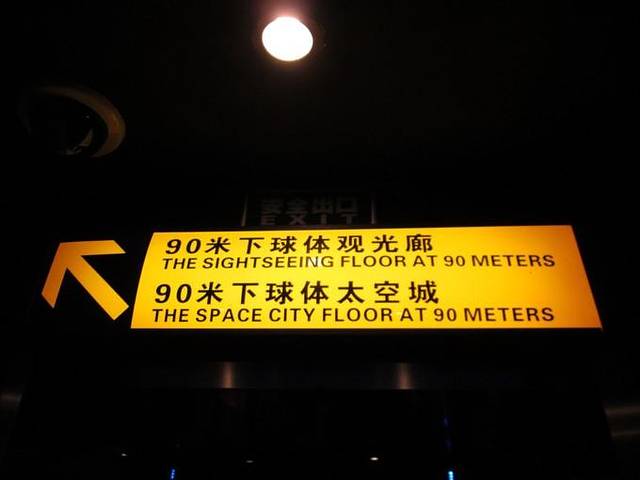 安全出口
EXIT
90米下球体观光廊
THE SIGHTSEEING FLOOR AT 90 METERS
90米下球体太空城
THE SPACE CITY FLOOR AT 90 METERS